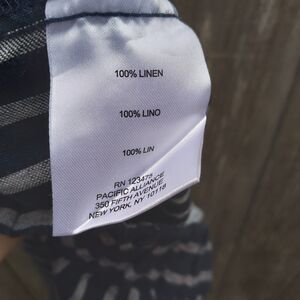 100% LINEN
100% LINO
100% LIN
RN 123475
PACIFIC ALLIANCE
350 FIFTH AVENUE
NEW YORK, NY 10118